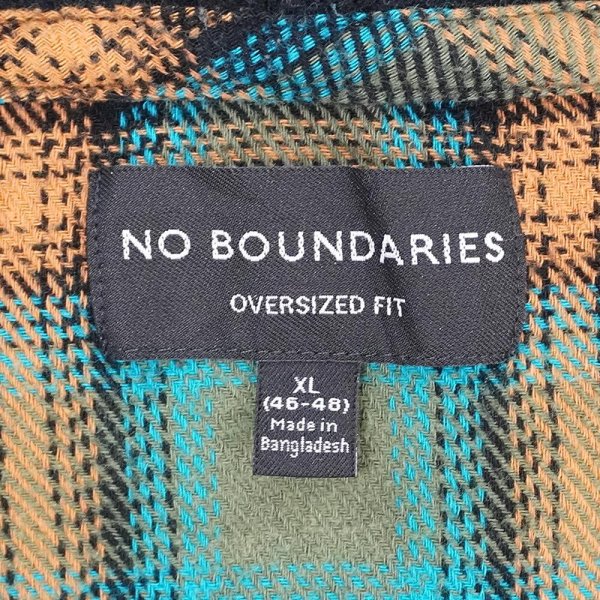 NO BOUNDARIES
OVERSIZED FIT
XL
(46-48)
Made in
Bangladesh